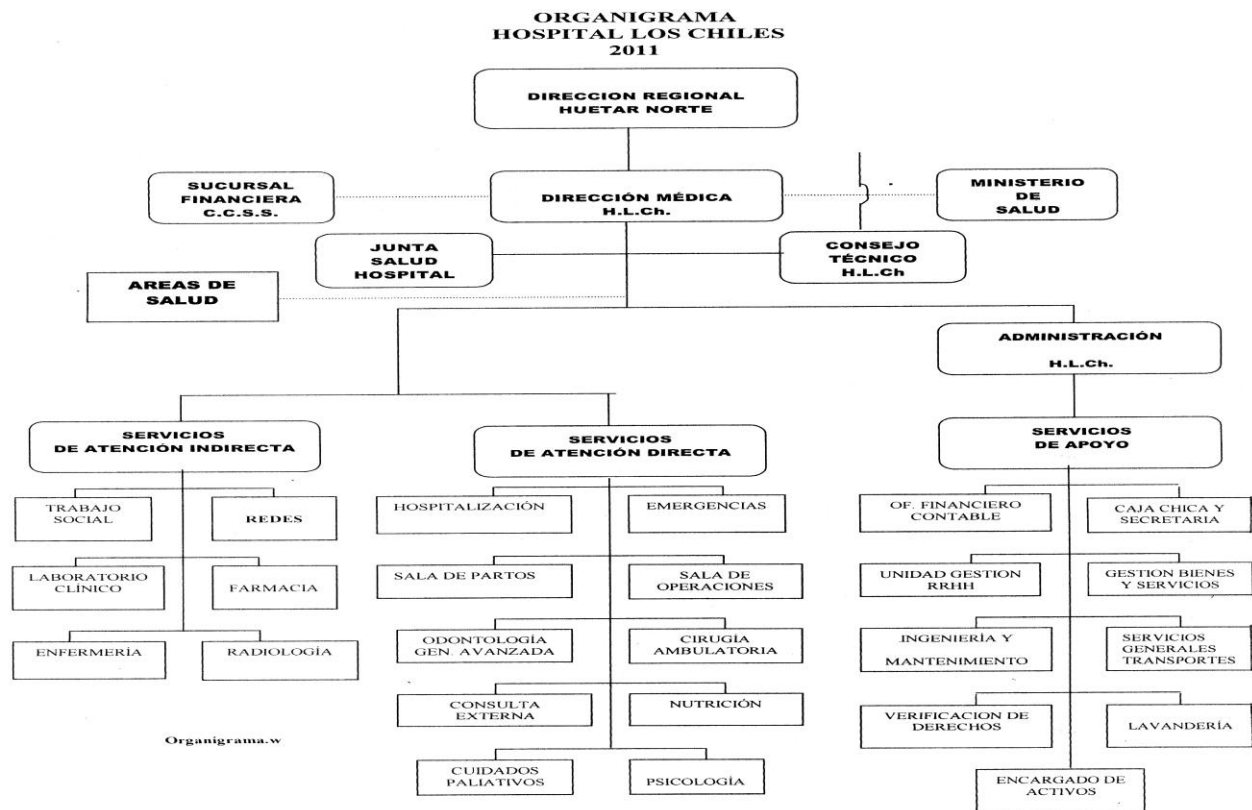 ORGANIGRAMA
HOSPITAL LOS CHILES
2011
DIRECCION REGIONAL
HUETAR NORTE
SUCURSAL
FINANCIERA
C.C.S.S.
DIRECCIÓN MÉDICA
H.L.Ch.
MINISTERIO
DE
SALUD
JUNTA
SALUD
HOSPITAL
CONSEJO
TÉCNICO
H.L.Ch
AREAS DE
SALUD
ADMINISTRACIÓN
H.L.Ch.
SERVICIOS
DE ATENCIÓN INDIRECTA
SERVICIOS
DE ATENCIÓN DIRECTA
SERVICIOS
DE APOYO
TRABAJO
SOCIAL
REDES
HOSPITALIZACIÓN
EMERGENCIAS
OF. FINANCIERO
CONTABLE
CAJA CHICA Y
SECRETARIA
LABORATORIO
CLÍNICO
FARMACIA
SALA DE PARTOS
SALA DE
OPERACIONES
UNIDAD GESTION
RRHH
GESTION BIENES
Y SERVICIOS
ENFERMERÍA
RADIOLOGÍA
ODONTOLOGÍA
GEN. AVANZADA
CIRUGÍA
AMBULATORIA
INGENIERÍA Y
MANTENIMIENTO
SERVICIOS
GENERALES
TRANSPORTES
CONSULTA
EXTERNA
NUTRICIÓN
VERIFICACION DE
DERECHOS
LAVANDERÍA
Organigrama.w
CUIDADOS
PALIATIVOS
PSICOLOGÍA
ENCARGADO DE
ACTIVOS